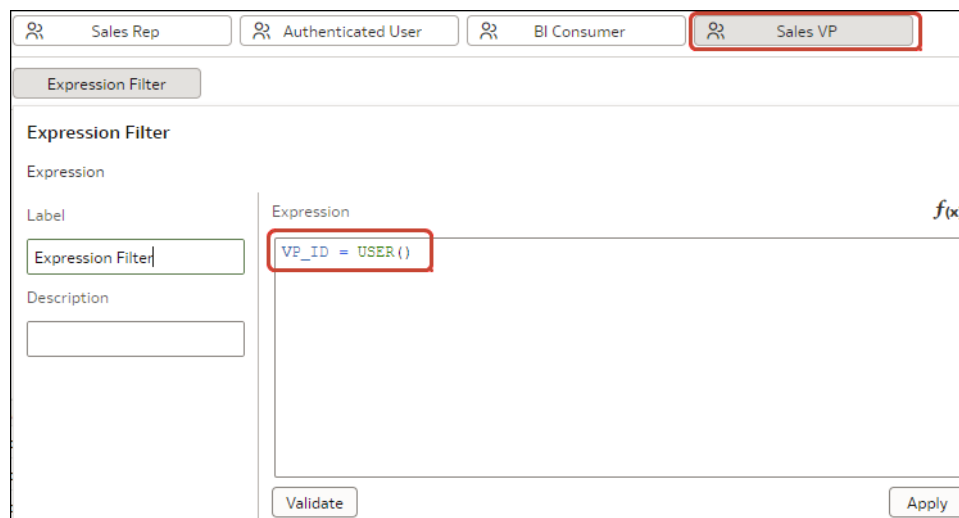 Sales Rep
Authenticated User
BI Consumer
Sales VP
Expression Filter
Expression Filter
Expression
Label
Expression
f(x
Expression Filter
VP_ID = USER()
Description
Validate
Apply